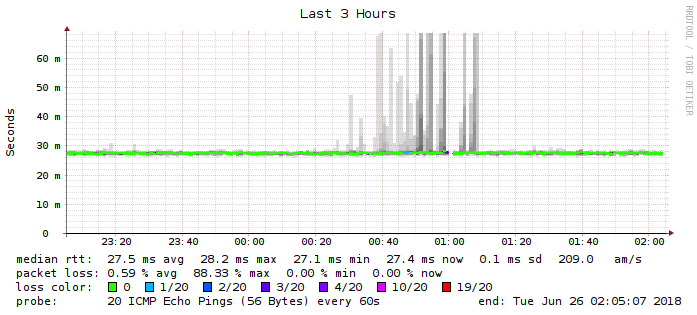 Last 3 Hours
RRDTOOL / TOBI OETIKER
Seconds
60 m
50 m
40 m
30 m
20 m
10 m
0
23:20 23:40 00:00 00:20 00:40 01:00 01:20 01:40 02:00
median rtt: 27.5 ms avg 28.2 ms max 27.1 ms min 27.4 ms now 0.1 ms sd 209.0 am/s
packet loss: 0.59 % avg 88.33 % max 0.00 % min 0.00 % now
loss color: 0 1/20 2/20 3/20 4/20 10/20 19/20
probe: 20 ICMP Echo Pings (56 Bytes) every 60s end: Tue Jun 26 02:05:07 2018